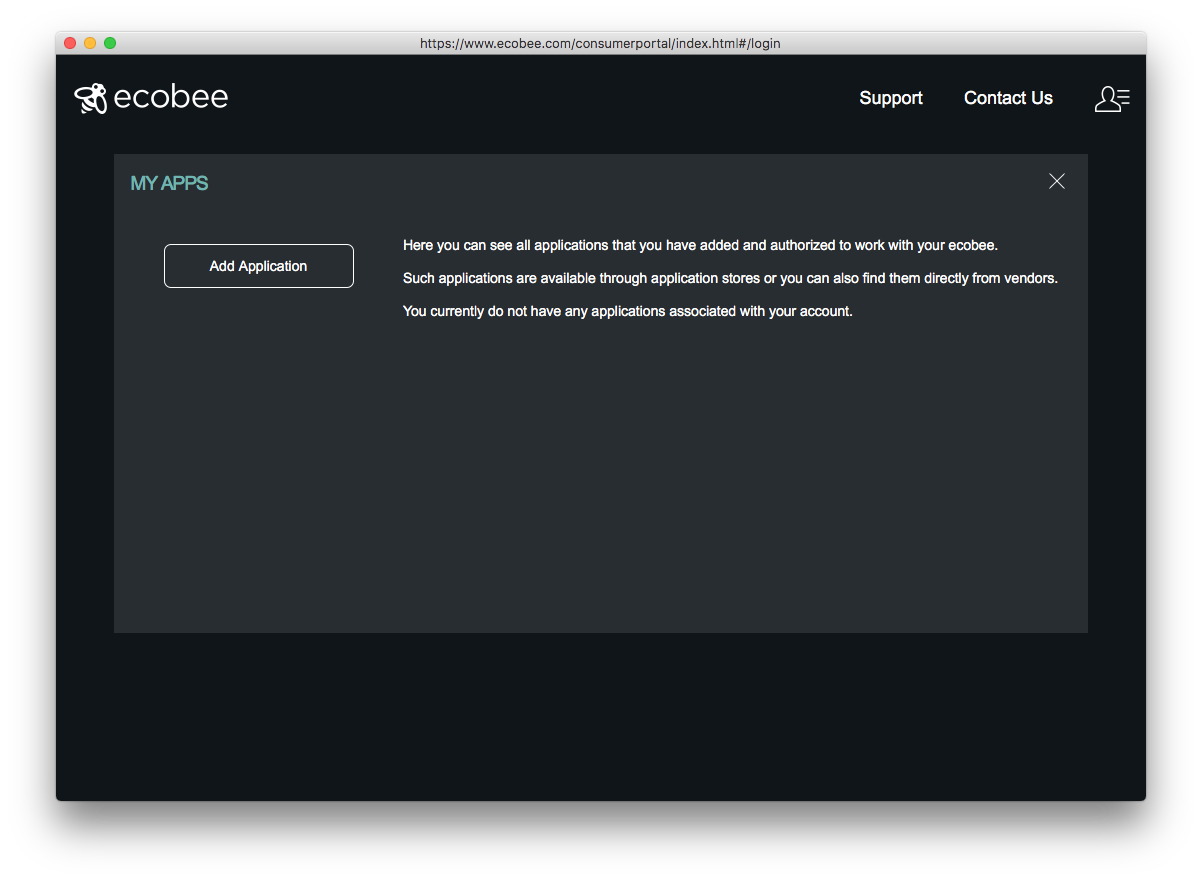 https://www.ecobee.com/consumerportal/index.html#/login
ecobee
Support
Contact Us
MY APPS
Add Application
Here you can see all applications that you have added and authorized to work with your ecobee.
Such applications are available through application stores or you can also find them directly from vendors.
You currently do not have any applications associated with your account.